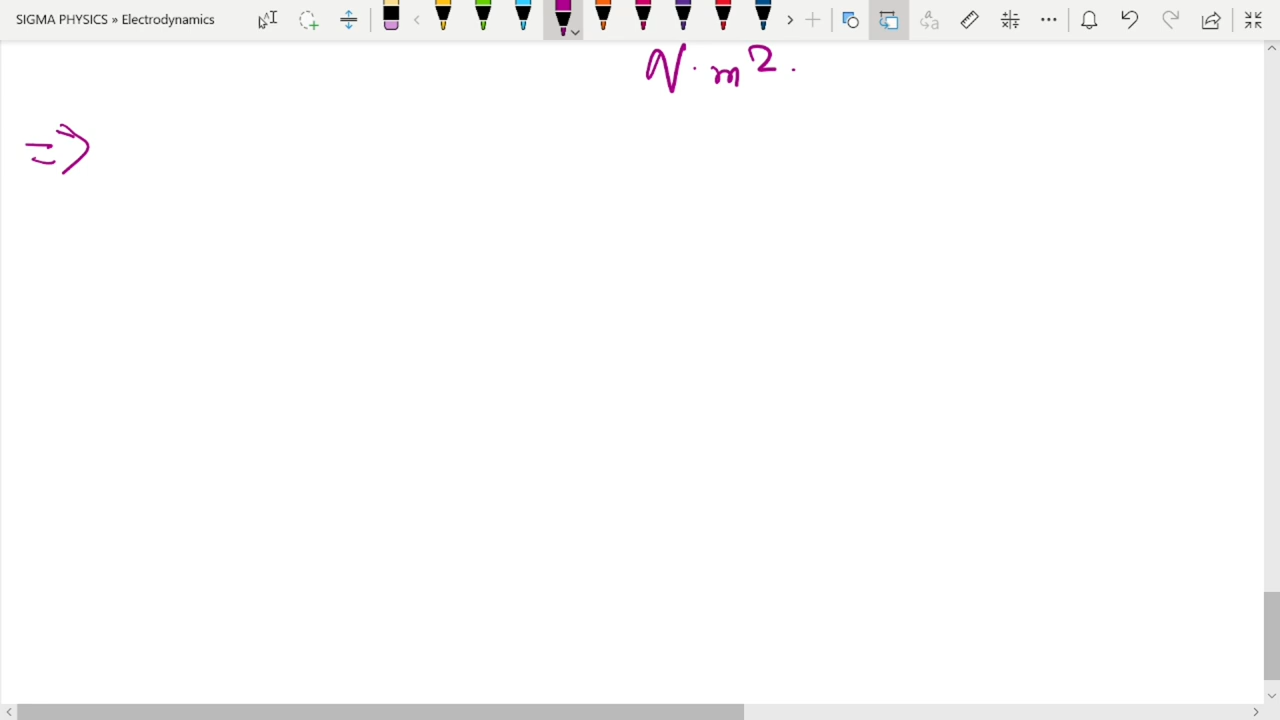 SIGMA PHYSICS » Electrodynamics
N · m² .
⇒